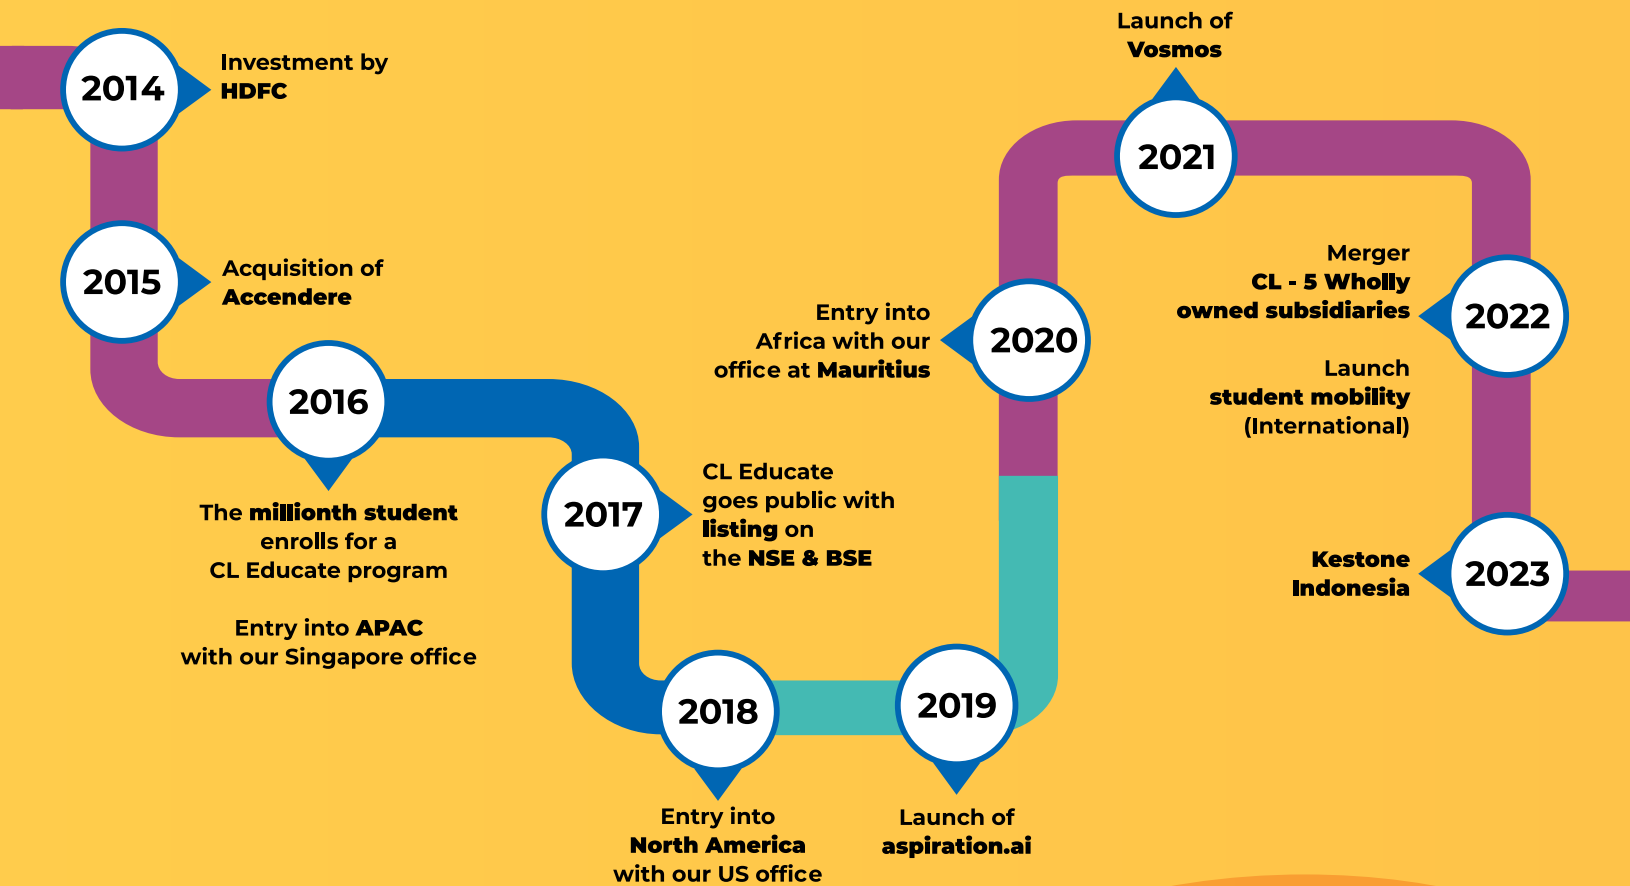 2014
Investment by
HDFC
2015
Acquisition of
Accendere
2016
The millionth student
enrolls for a
CL Educate program
Entry into APAC
with our Singapore office
2017
CL Educate
goes public with
listing on
the NSE & BSE
2018
Entry into
North America
with our US office
2019
Launch of
aspiration.ai
2020
Entry into
Africa with our
office at Mauritius
2021
Launch of
Vosmos
2022
Merger
CL - 5 Wholly
owned subsidiaries
Launch
student mobility
(International)
2023
Kestone
Indonesia